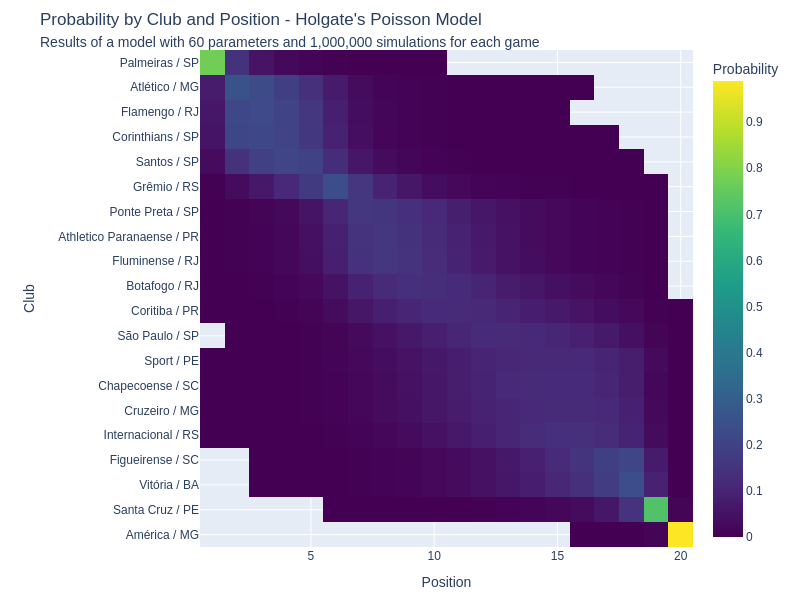 Probability by Club and Position - Holgate's Poisson Model
Results of a model with 60 parameters and 1,000,000 simulations for each game
Probability
Club
Palmeiras / SP
Atlético / MG
Flamengo / RJ
Corinthians / SP
Santos / SP
Grêmio / RS
Ponte Preta / SP
Athletico Paranaense / PR
Fluminense / RJ
Botafogo / RJ
Coritiba / PR
São Paulo / SP
Sport / PE
Chapecoense / SC
Cruzeiro / MG
Internacional / RS
Figueirense / SC
Vitória / BA
Santa Cruz / PE
América / MG
0.9
0.8
0.7
0.6
0.5
0.4
0.3
0.2
0.1
0
5
10
15
20
Position